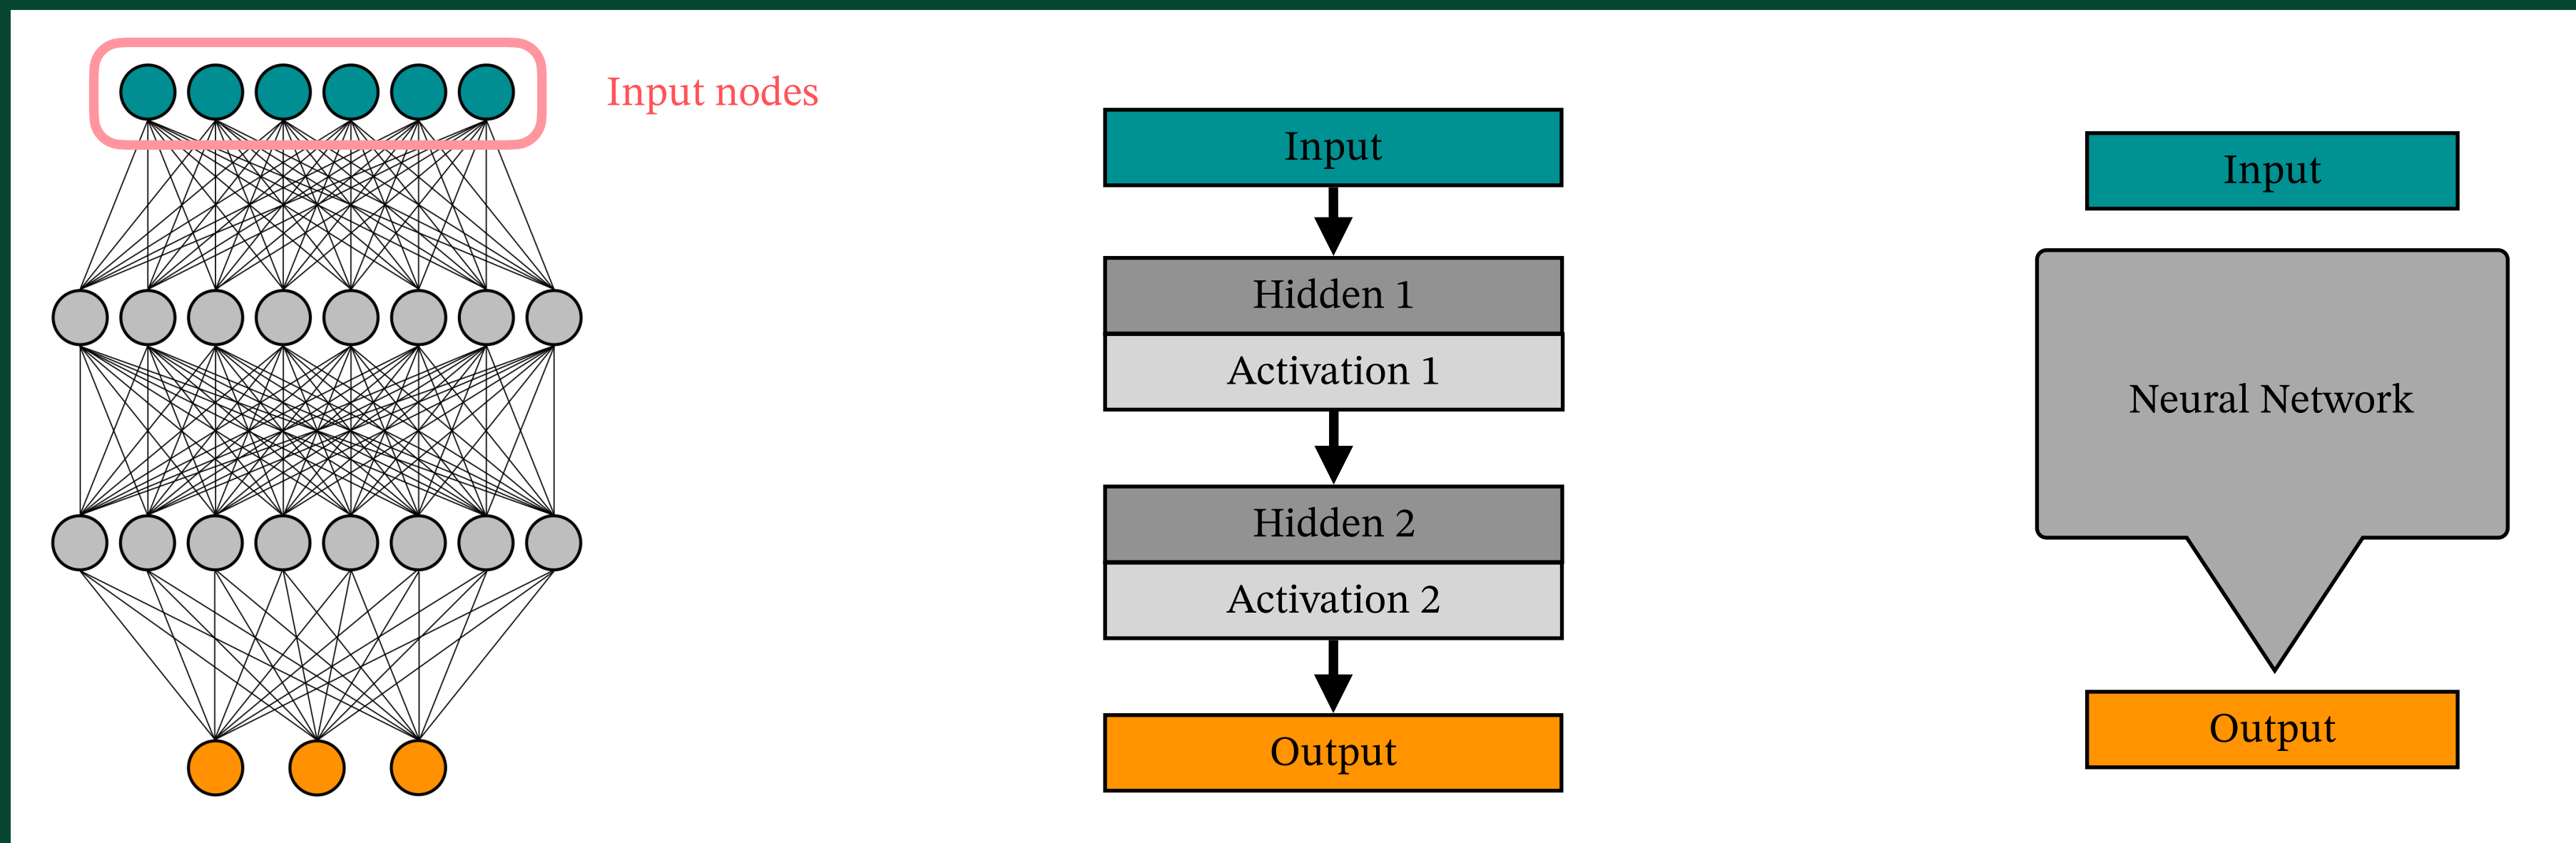 Input nodes
Input
Hidden 1
Activation 1
Hidden 2
Activation 2
Output
Input
Neural Network
Output